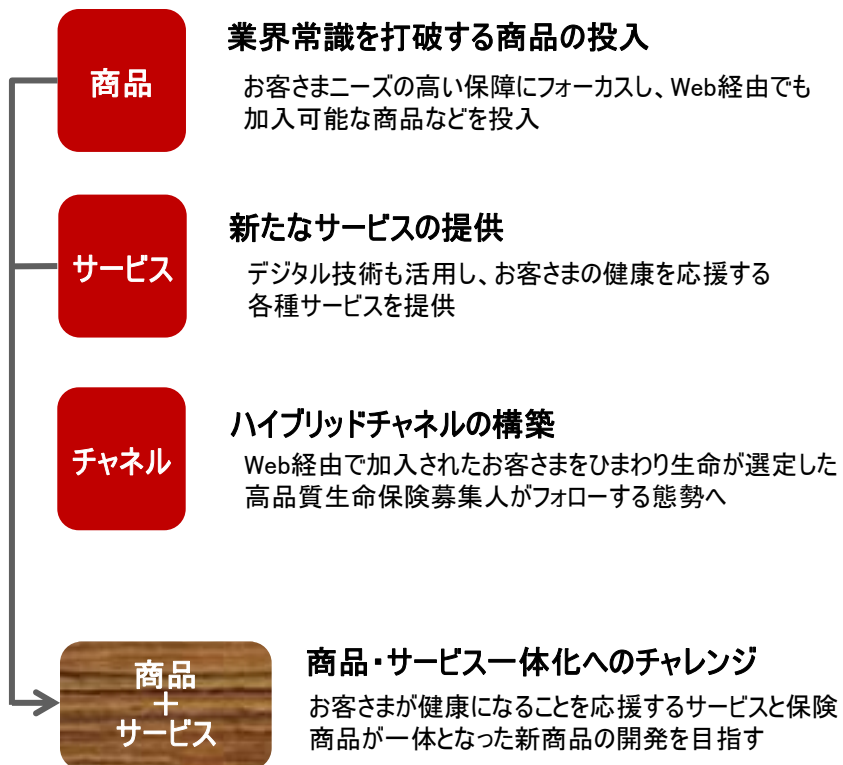 商品
業界常識を打破する商品の投入
お客さまニーズの高い保障にフォーカスし、Web経由でも
加入可能な商品などを投入
サービス
新たなサービスの提供
デジタル技術も活用し、お客さまの健康を応援する
各種サービスを提供
チャネル
ハイブリッドチャネルの構築
Web経由で加入されたお客さまをひまわり生命が選定した
高品質生命保険募集人がフォローする態勢へ
商品
＋
サービス
商品・サービス一体化へのチャレンジ
お客さまが健康になることを応援するサービスと保険
商品が一体となった新商品の開発を目指す